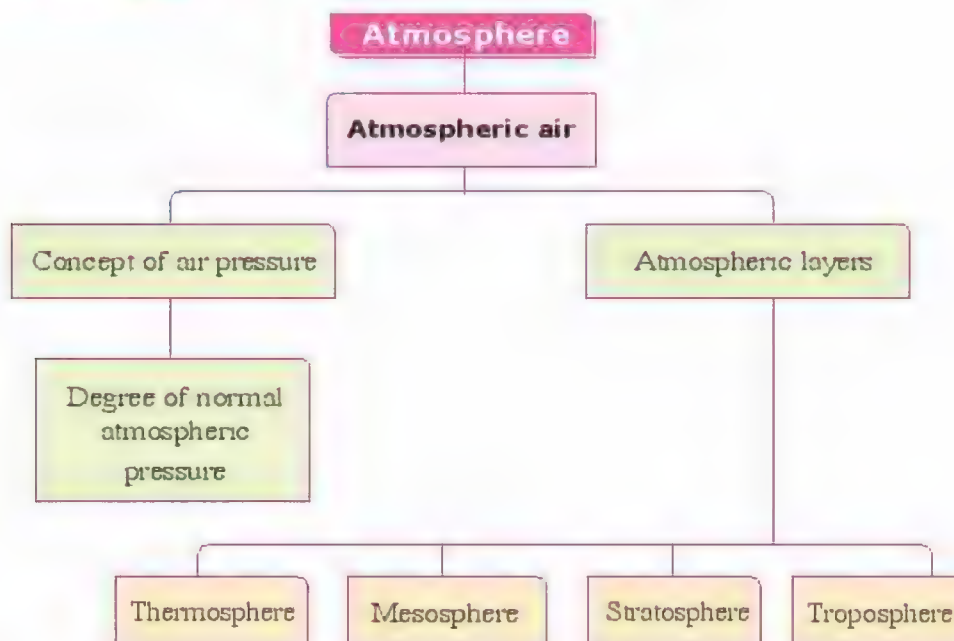 Atmosphere
Atmospheric air
Concept of air pressure
Atmospheric layers
Degree of normal
atmospheric
pressure
Thermosphere
Mesosphere
Stratosphere
Troposphere